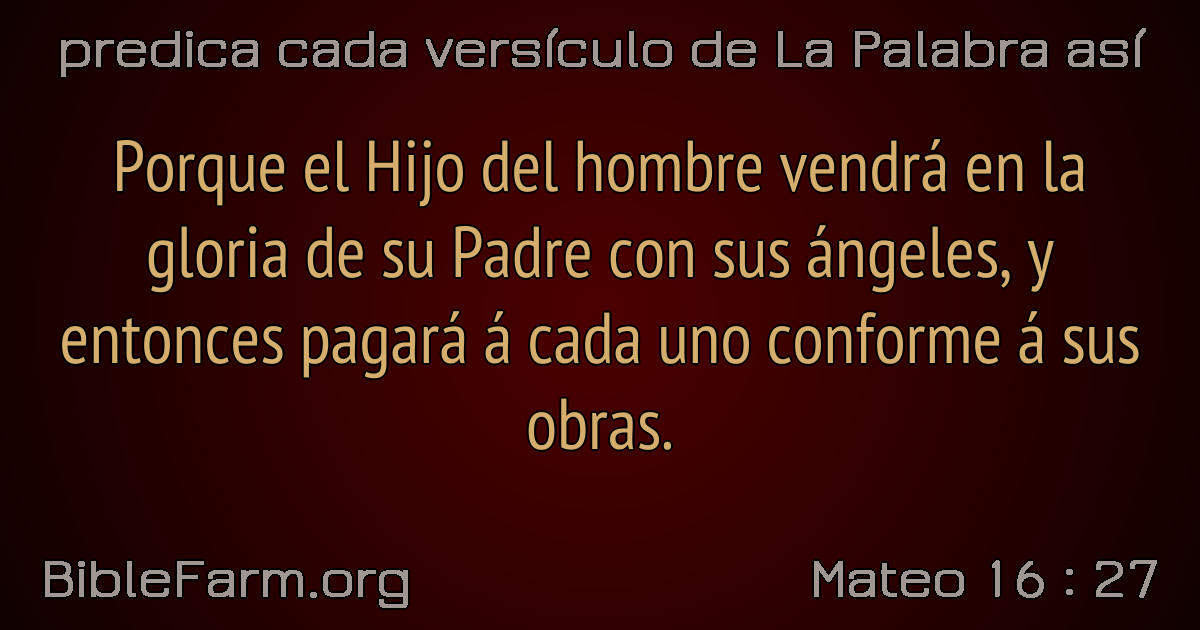 predica cada versículo de La Palabra así
Porque el Hijo del hombre vendrá en la
gloria de su Padre con sus ángeles, y
entonces pagará á cada uno conforme á sus
obras.
BibleFarm.org
Mateo 16 : 27